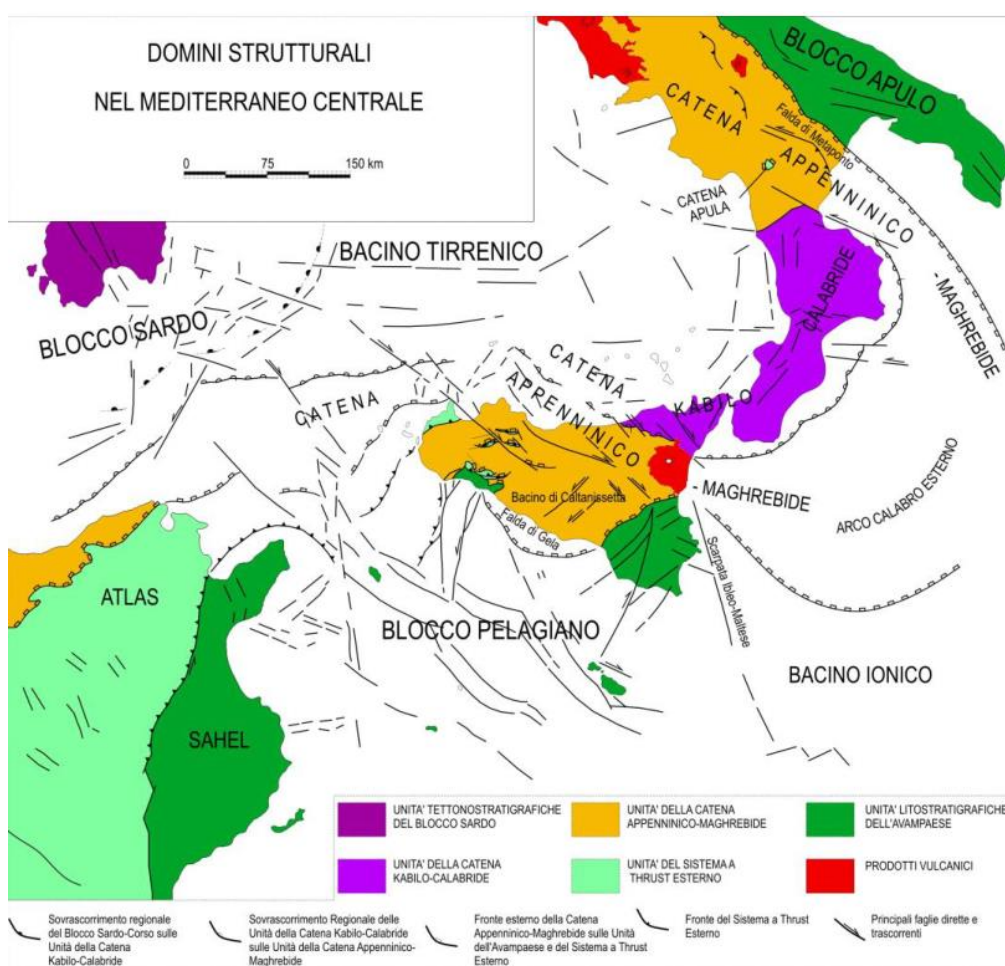 DOMINI STRUTTURALI
NEL MEDITERRANEO CENTRALE
0 75 150 km
BLOCCO APULO
CATENA
Falda di Metaponto
APPENNINICO
CATENA
APULA
- MAGHREBIDE
BACINO TIRRENICO
CALABRIDE
BLOCCO SARDO
CATENA
CATENA
APRENNINICO
KABILO
- MAGHREBIDE
ARCO CALABRO ESTERNO
Bacino di Caltanissetta
Falda di Gela
Scarpata Ibleo-Maltese
ATLAS
BLOCCO PELAGIANO
BACINO IONICO
SAHEL
UNITA' TETTONOSTRATIGRAFICHE
DEL BLOCCO SARDO
UNITA' DELLA CATENA
APPENNINICO-MAGHREBIDE
UNITA' LITOSTRATIGRAFICHE
DELL'AVAMPAESE
UNITA' DELLA CATENA
KABILO-CALABRIDE
UNITA' DEL SISTEMA A
THRUST ESTERNO
PRODOTTI VULCANICI
Sovrascorrimento regionale
del Blocco Sardo-Corso sulle
Unità della Catena
Kabilo-Calabride
Sovrascorrimento Regionale delle
Unità della Catena Kabilo-Calabride
sulle Unità della Catena Appenninico-
Maghrebide
Fronte esterno della Catena
Appenninico-Maghrebide sulle Unità
dell'Avampaese e del Sistema a Thrust
Esterno
Fronte del Sistema a Thrust
Esterno
Principali faglie dirette e
trascorrenti